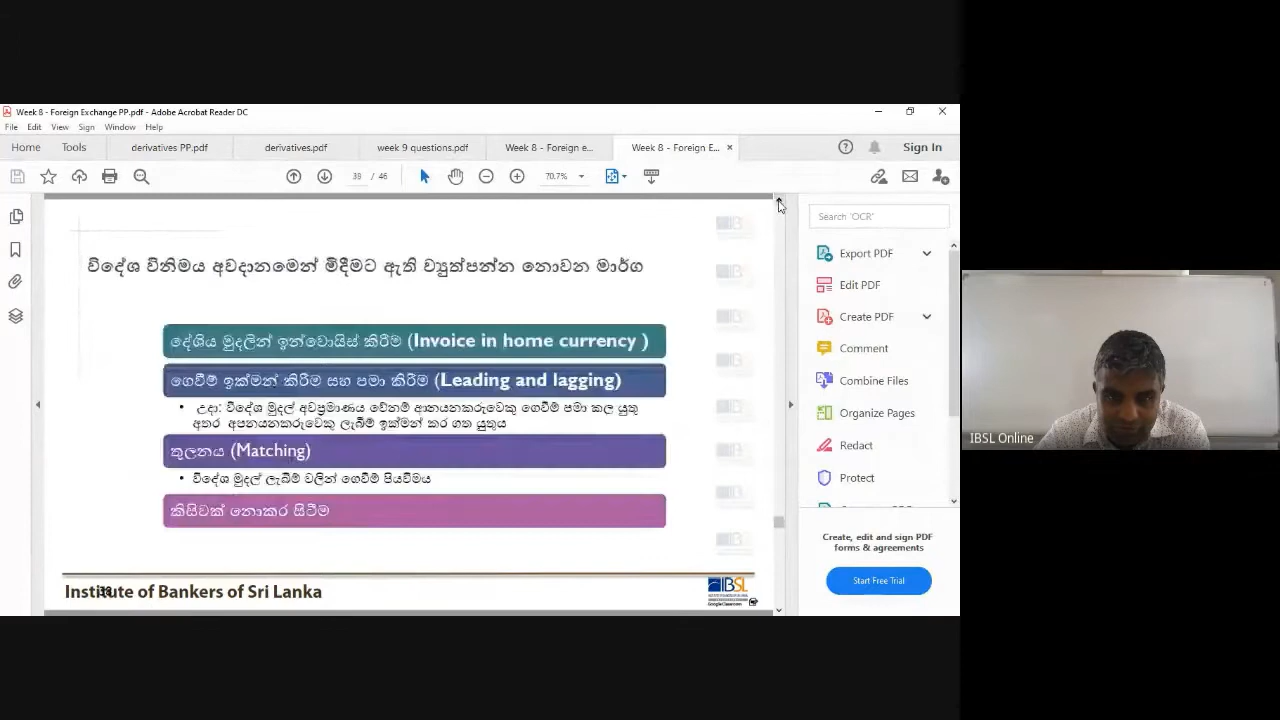 Week 8 - Foreign Exchange PP.pdf - Adobe Acrobat Reader DC
File Edit View Sign Window Help
Home Tools derivatives PP.pdf derivatives.pdf week 9 questions.pdf Week 8 - Foreign e... Week 8 - Foreign E... × Sign In
38 / 46 70.7%
විදේශ විනිමය අවදානමෙන් මිදීමට ඇති ව්‍යුත්පන්න නොවන මාර්ග
දේශිය මුදලින් ඉන්වොයිස් කිරීම (Invoice in home currency )
ගෙවීම් ඉක්මන් කිරීම සහ පමා කිරීම (Leading and lagging)
• උදා: විදේශ මුදල් අවප්‍රමාණය වේනම් ආනයනකරුවෙකු ගෙවීම් පමා කල යුතු
අතර අපනයනකරුවෙකු ලැබීම් ඉක්මන් කර ගත යුතුය
තුලනය (Matching)
• විදේශ මුදල් ලැබීම් වලින් ගෙවීම් පියවීමය
කිසිවක් නොකර සිටීම
Institute of Bankers of Sri Lanka
IBSL
Search 'OCR'
Export PDF
Edit PDF
Create PDF
Comment
Combine Files
Organize Pages
Redact
Protect
Create, edit and sign PDF
forms & agreements
Start Free Trial
IBSL Online